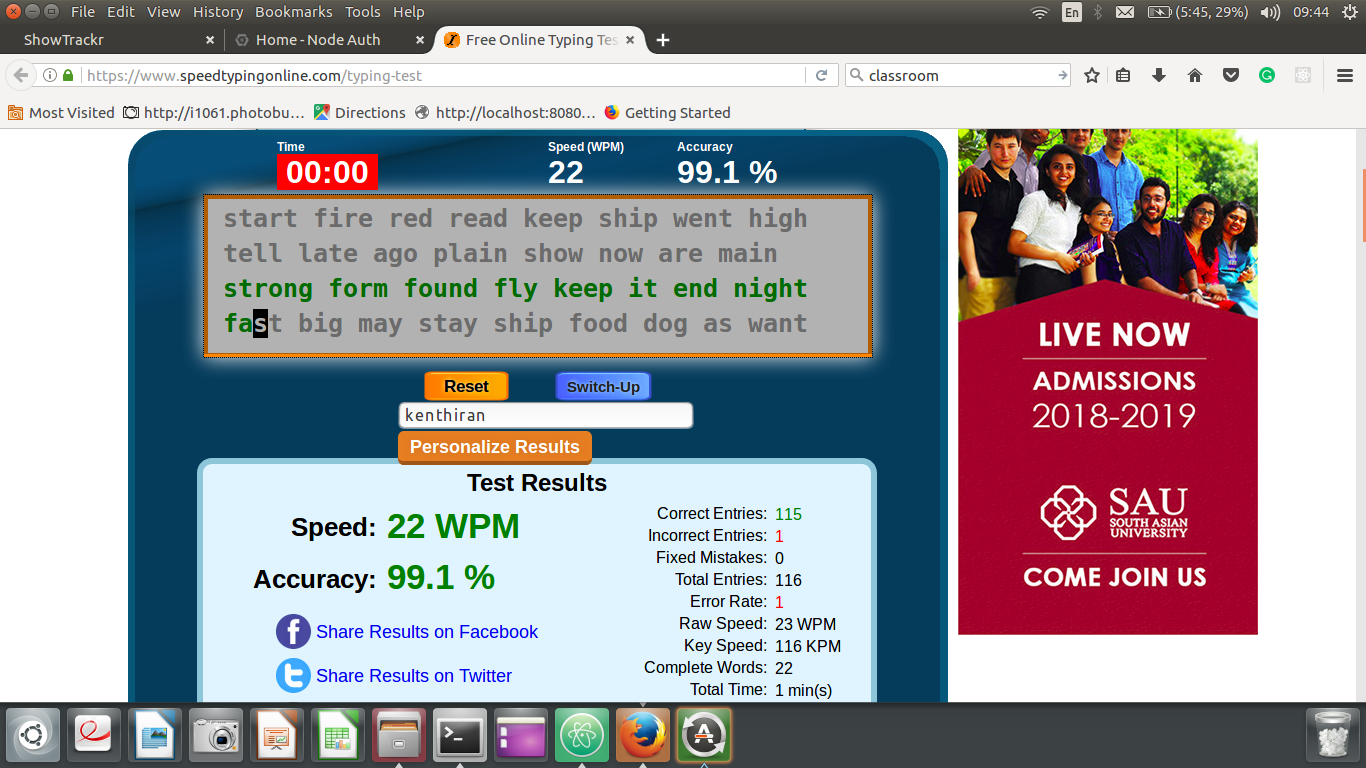 File Edit View History Bookmarks Tools Help
En (5:45, 29%) 09:44
ShowTrackr × Home - Node Auth × Free Online Typing Tes ×
https://www.speedtypingonline.com/typing-test
classroom
Most Visited http://i1061.photobu... Directions http://localhost:8080... Getting Started
Time Speed (WPM) Accuracy
00:00 22 99.1 %
start fire red read keep ship went high
tell late ago plain show now are main
strong form found fly keep it end night
fast big may stay ship food dog as want
Reset Switch-Up
kenthiran
Personalize Results
Test Results
Speed: 22 WPM
Accuracy: 99.1 %
Share Results on Facebook
Share Results on Twitter
Correct Entries: 115
Incorrect Entries: 1
Fixed Mistakes: 0
Total Entries: 116
Error Rate: 1
Raw Speed: 23 WPM
Key Speed: 116 KPM
Complete Words: 22
Total Time: 1 min(s)
LIVE NOW
ADMISSIONS
2018-2019
SAU
SOUTH ASIAN
UNIVERSITY
COME JOIN US